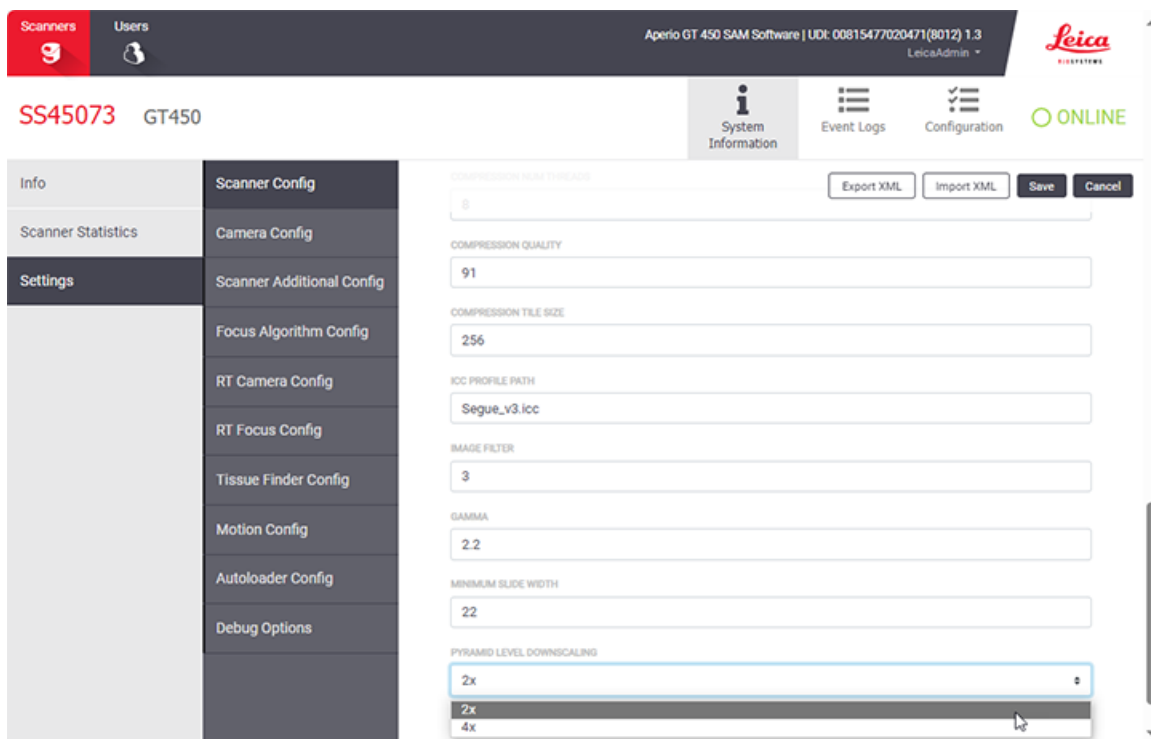 Scanners
Users
Aperio GT 450 SAM Software | UDI: 00815477020471(8012) 1.3
LeicaAdmin
Leica
BIOSYSTEMS
SS45073 GT450
System Information
Event Logs
Configuration
ONLINE
Info
Scanner Statistics
Settings
Scanner Config
Camera Config
Scanner Additional Config
Focus Algorithm Config
RT Camera Config
RT Focus Config
Tissue Finder Config
Motion Config
Autoloader Config
Debug Options
Export XML
Import XML
Save
Cancel
COMPRESSION NUM THREADS
8
COMPRESSION QUALITY
91
COMPRESSION TILE SIZE
256
ICC PROFILE PATH
Segue_v3.icc
IMAGE FILTER
3
GAMMA
2.2
MINIMUM SLIDE WIDTH
22
PYRAMID LEVEL DOWNSCALING
2x
2x
4x